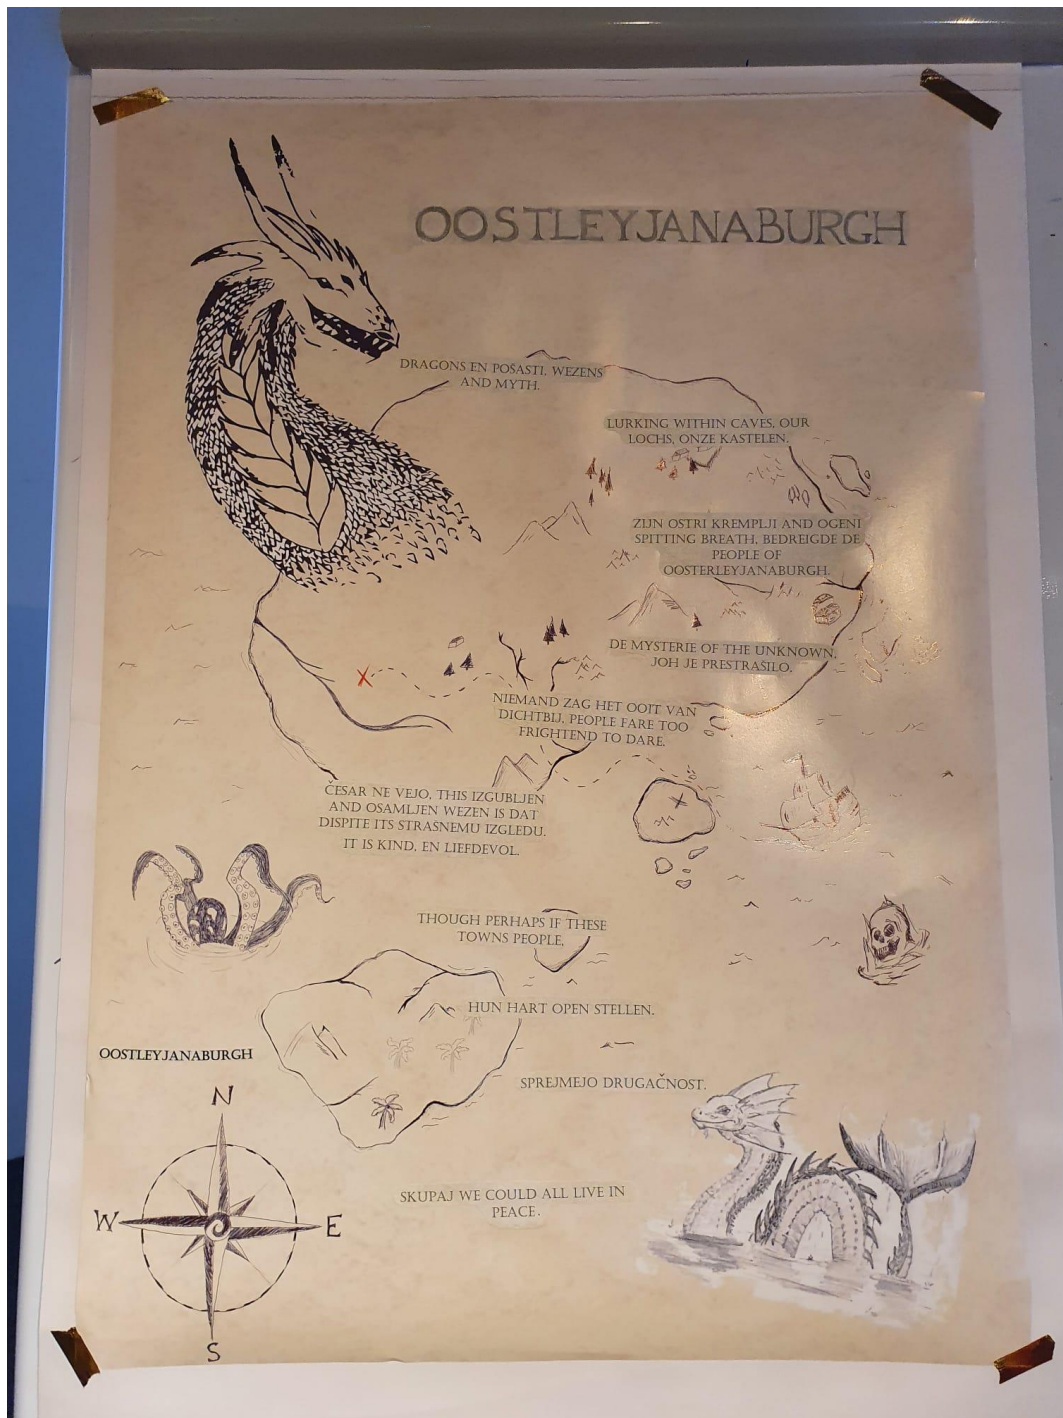 OOSTLEYJANABURGH
DRAGONS EN POŠASTI, WEZENS
AND MYTH.
LURKING WITHIN CAVES, OUR
LOCHS, ONZE KASTELEN.
ZIJN OSTRI KREMPLJI AND OGENJ
SPITTING BREATH, BEDREIGDE DE
PEOPLE OF
OOSTERLEYJANABURGH.
DE MYSTERIE OF THE UNKNOWN,
JOH JE PRESTRAŠILO.
NIEMAND ZAG HET OOIT VAN
DICHTBIJ, PEOPLE FARE TOO
FRIGHTEND TO DARE.
ČESAR NE VEJO, THIS IZGUBLJEN
AND OSAMLJEN WEZEN IS DAT
DISPITE ITS STRAŠNEMU IZGLEDU.
IT IS KIND, EN LIEFDEVOL.
THOUGH PERHAPS IF THESE
TOWNS PEOPLE,
HUN HART OPEN STELLEN.
OOSTLEYJANABURGH
SPREJMEJO DRUGAČNOST.
SKUPAJ WE COULD ALL LIVE IN
PEACE.
N
W
E
S